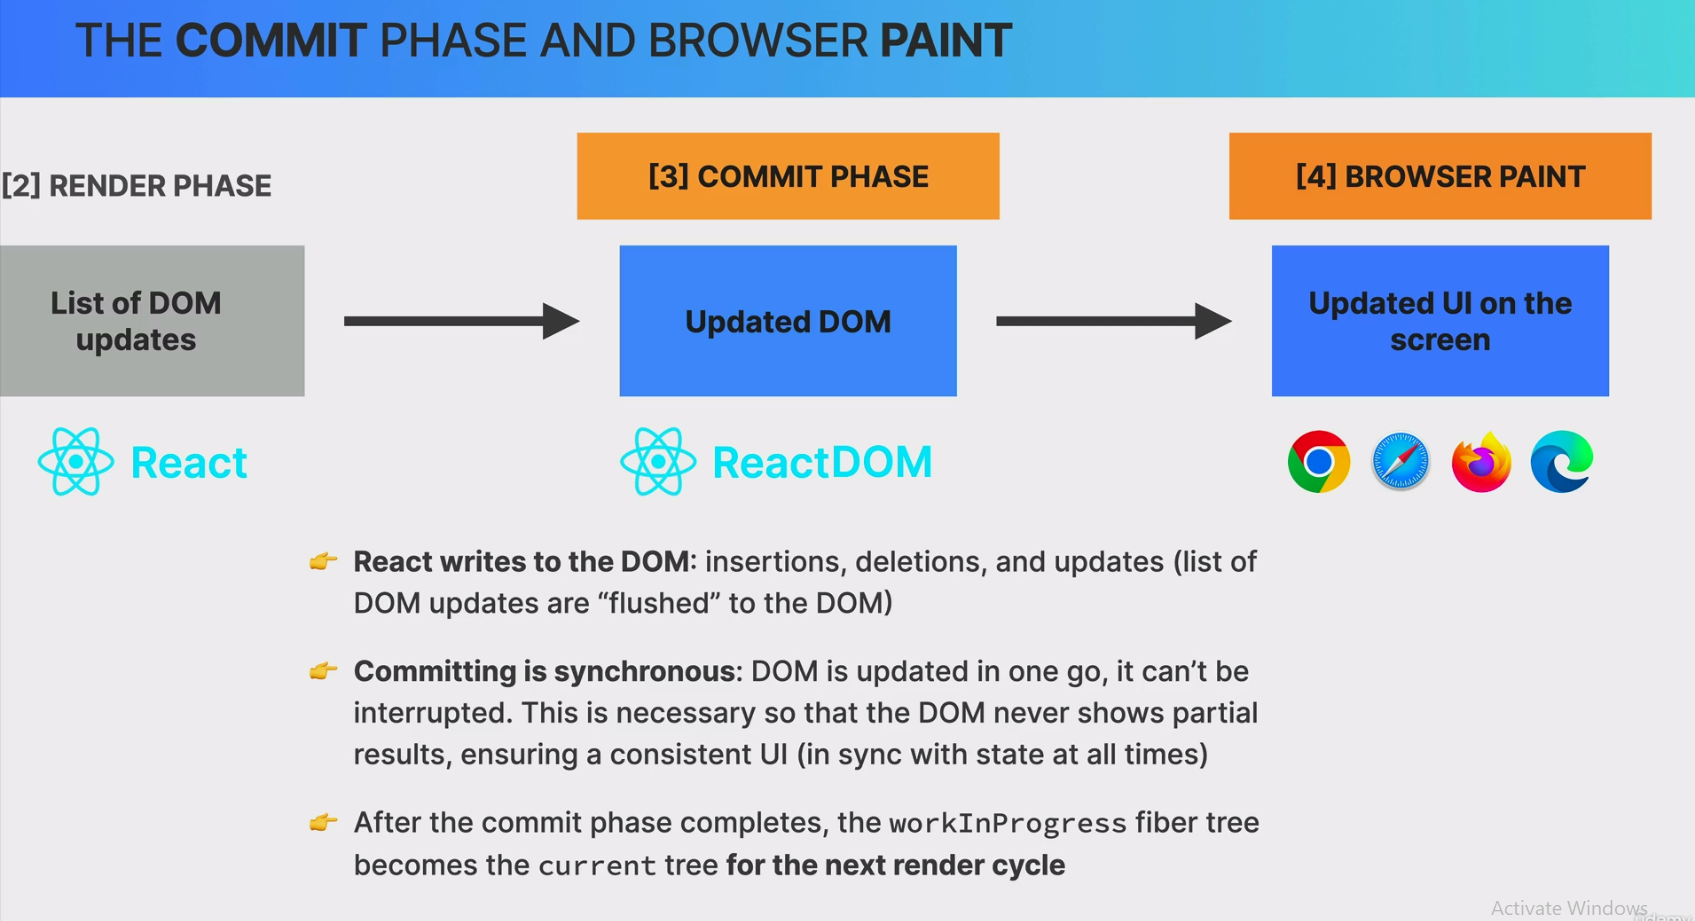 THE COMMIT PHASE AND BROWSER PAINT
[2] RENDER PHASE
[3] COMMIT PHASE
[4] BROWSER PAINT
List of DOM
updates
Updated DOM
Updated UI on the
screen
React
ReactDOM
React writes to the DOM: insertions, deletions, and updates (list of
DOM updates are “flushed” to the DOM)
Committing is synchronous: DOM is updated in one go, it can’t be
interrupted. This is necessary so that the DOM never shows partial
results, ensuring a consistent UI (in sync with state at all times)
After the commit phase completes, the workInProgress fiber tree
becomes the current tree for the next render cycle
Activate Windows